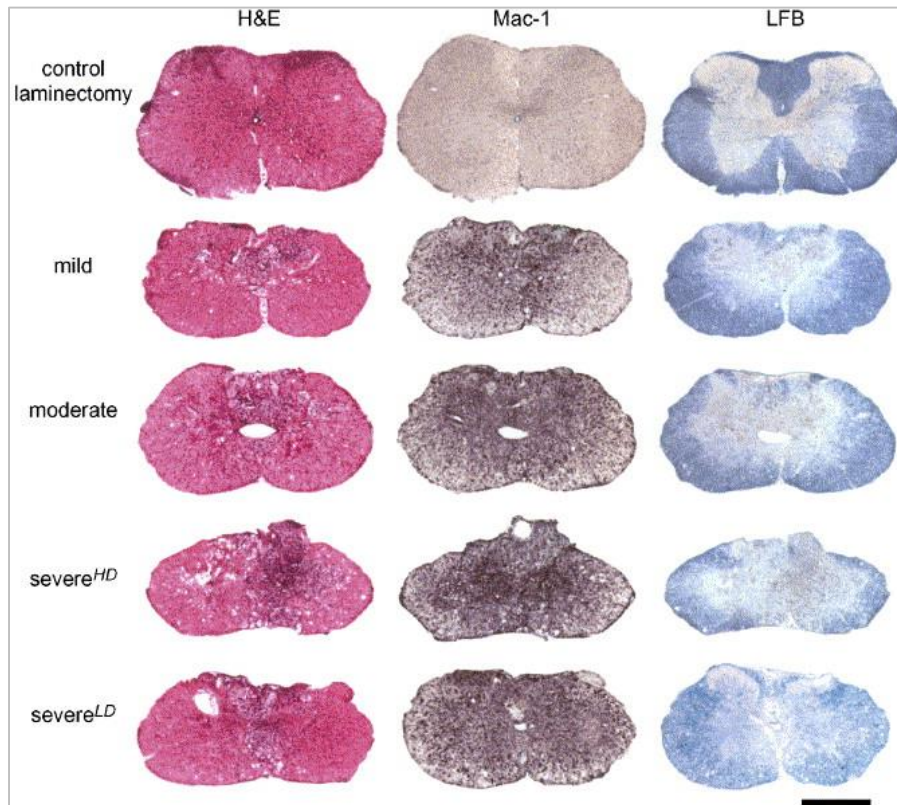 H&E Mac-1 LFB
control
laminectomy
mild
moderate
severeHD
severeLD